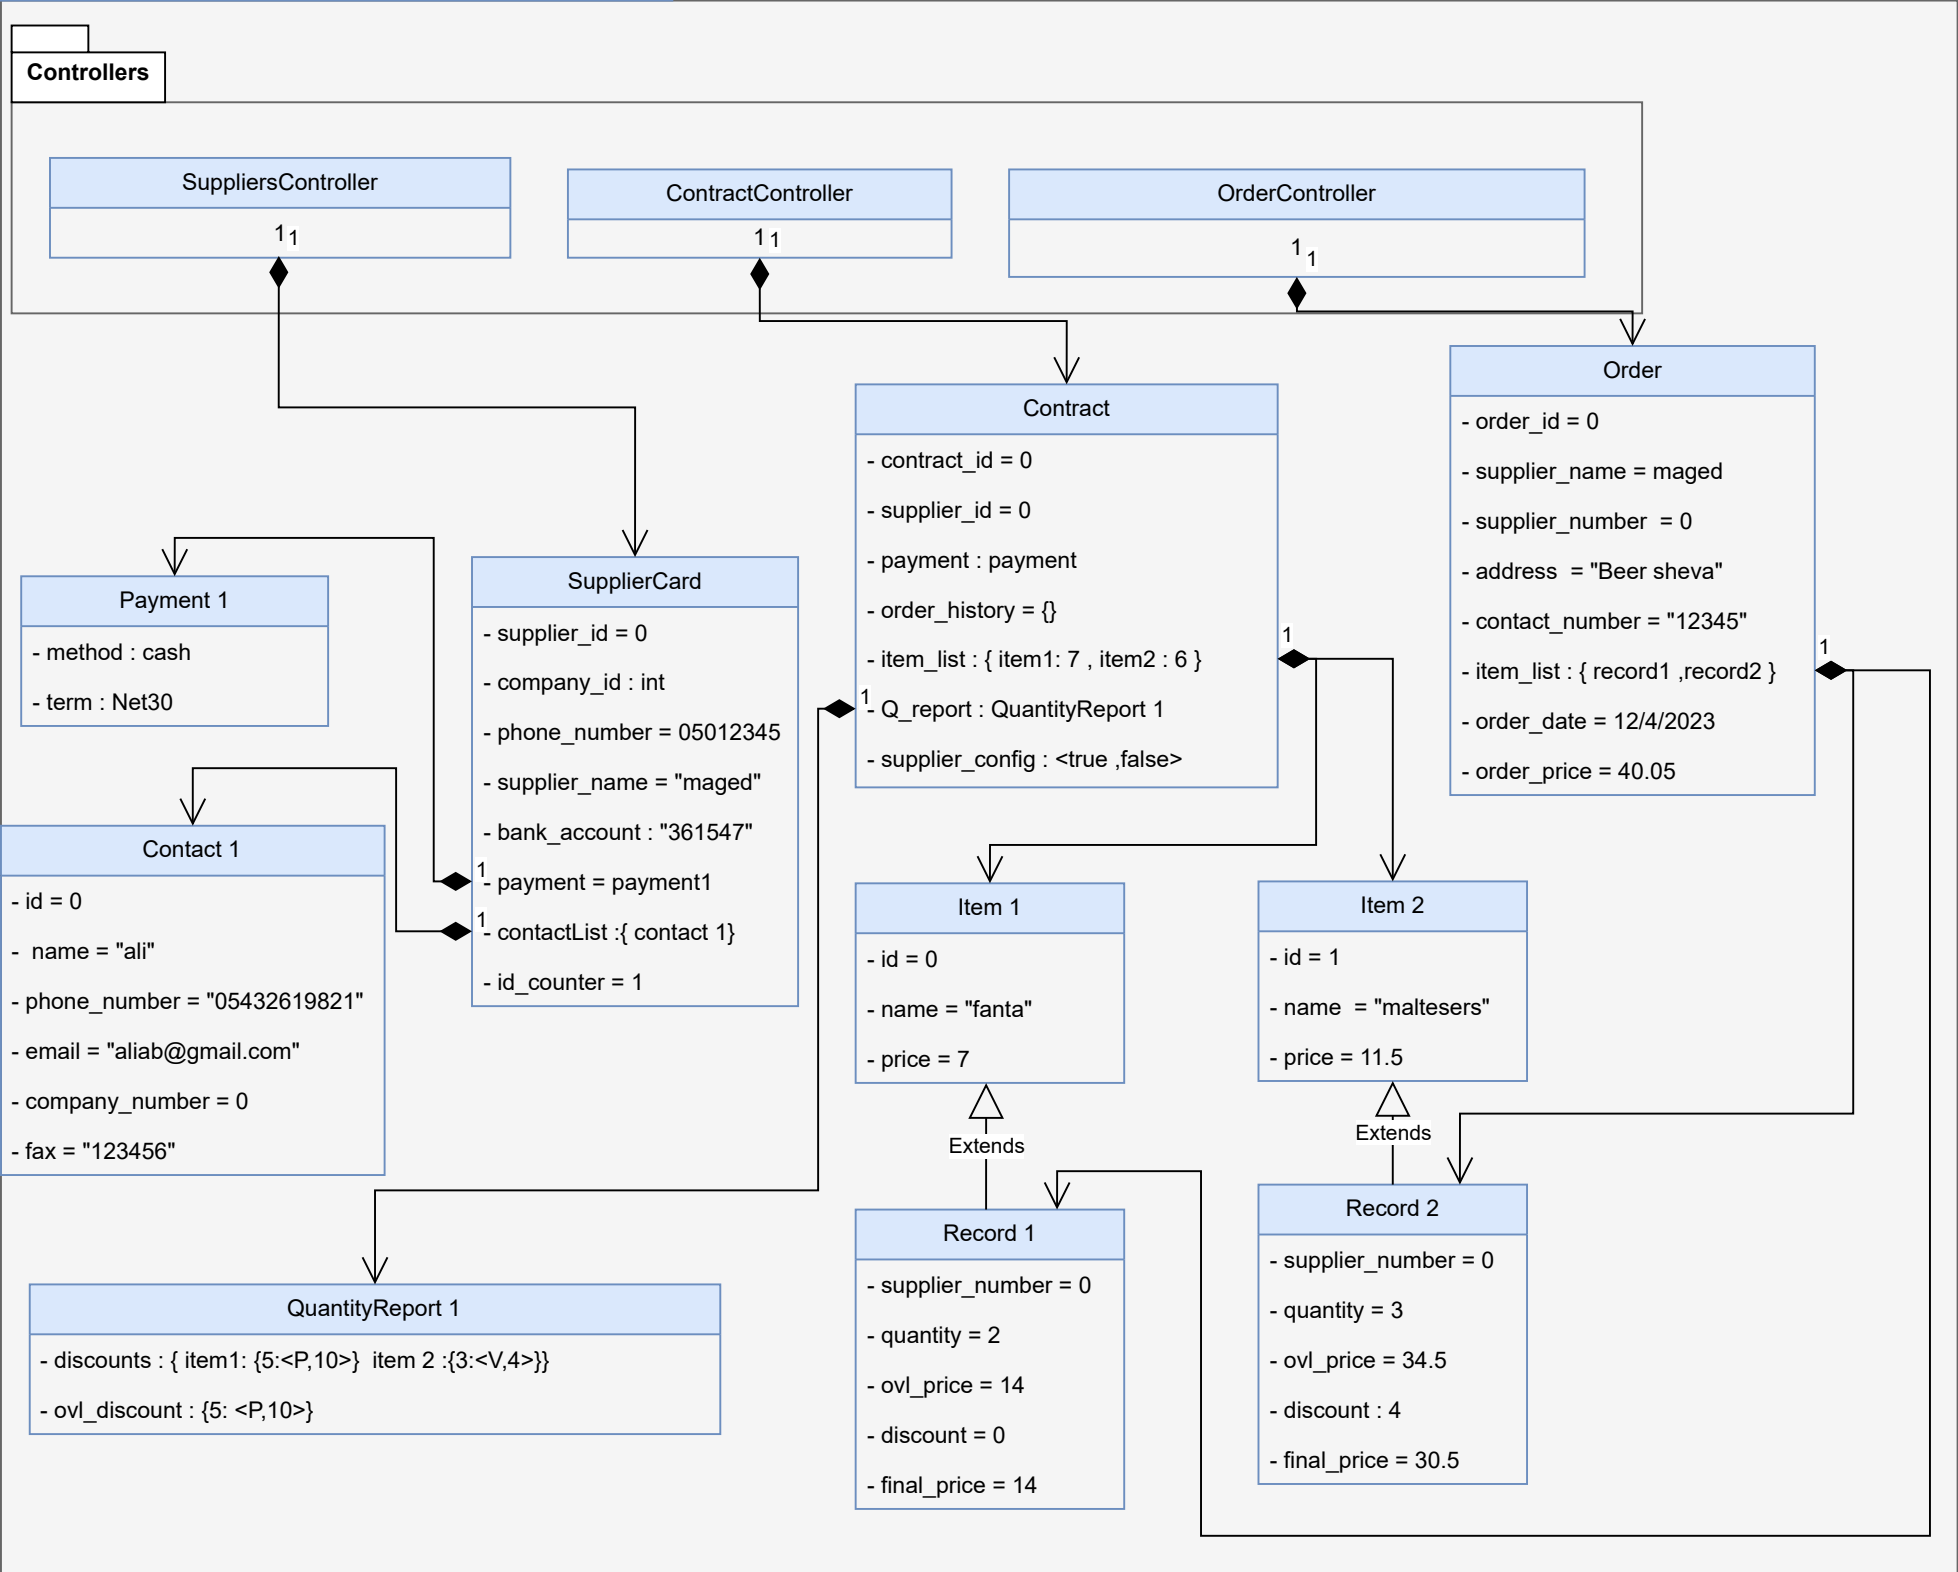 Controllers
SuppliersController
1
1
ContractController
1
1
OrderController
1
1
Order
- order_id = 0
- supplier_name = maged
- supplier_number  = 0
- address  = "Beer sheva"
- contact_number = "12345"
- item_list : { record1 ,record2 }
- order_date = 12/4/2023
- order_price = 40.05
1
Contract
- contract_id = 0
- supplier_id = 0
- payment : payment
- order_history = {}
- item_list : { item1: 7 , item2 : 6 }
- Q_report : QuantityReport 1
- supplier_config : <true ,false>
1
1
SupplierCard
- supplier_id = 0
- company_id : int
- phone_number = 05012345
- supplier_name = "maged"
- bank_account : "361547"
- payment = payment1
- contactList :{ contact 1}
- id_counter = 1
1
1
Payment 1
- method : cash
- term : Net30
Contact 1
- id = 0
-  name = "ali"
- phone_number = "05432619821"
- email = "aliab@gmail.com"
- company_number = 0
- fax = "123456"
Item 1
- id = 0
- name = "fanta"
- price = 7
Item 2
- id = 1
- name  = "maltesers"
- price = 11.5
Extends
Extends
Record 1
- supplier_number = 0
- quantity = 2
- ovl_price = 14
- discount = 0
- final_price = 14
Record 2
- supplier_number = 0
- quantity = 3
- ovl_price = 34.5
- discount : 4
- final_price = 30.5
QuantityReport 1
- discounts : { item1: {5:<P,10>}  item 2 :{3:<V,4>}}
- ovl_discount : {5: <P,10>}